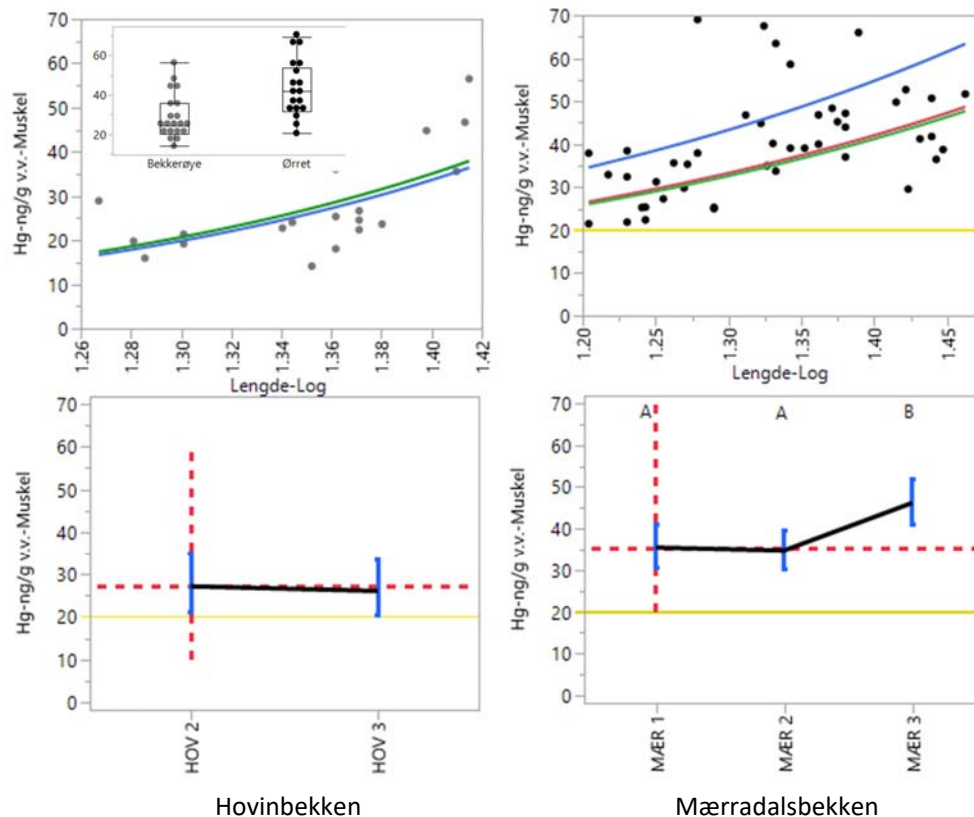 Hg-ng/g v.v.-Muskel
70
60
50
40
30
20
10
0
60
40
20
Bekkerøye
Ørret
1.26
1.28
1.30
1.32
1.34
1.36
1.38
1.40
1.42
Lengde-Log
Hg-ng/g v.v.-Muskel
70
60
50
40
30
20
10
0
1.20
1.25
1.30
1.35
1.40
1.45
Lengde-Log
Hg-ng/g v.v.-Muskel
70
60
50
40
30
20
10
0
HOV 2
HOV 3
Hovinbekken
Hg-ng/g v.v.-Muskel
70
60
50
40
30
20
10
0
A
A
B
MÆR 1
MÆR 2
MÆR 3
Mærradalsbekken